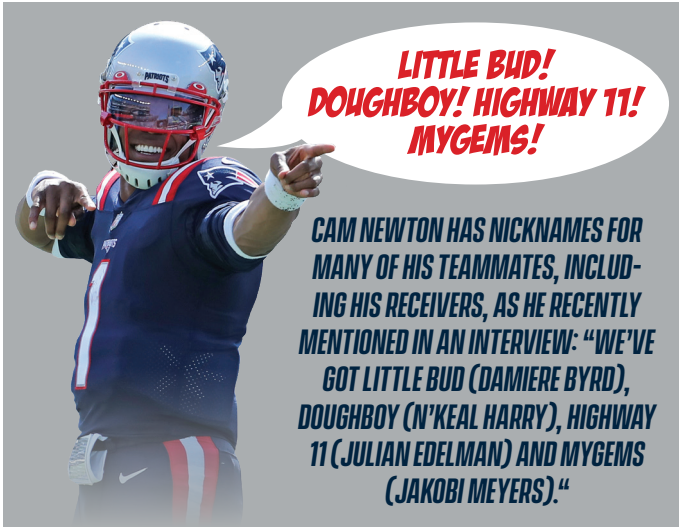 LITTLE BUD!
DOUGHBOY! HIGHWAY 11!
MYGEMS!
PATRIOTS
PATRIOTS
1
CAM NEWTON HAS NICKNAMES FOR
MANY OF HIS TEAMMATES, INCLUD-
ING HIS RECEIVERS, AS HE RECENTLY
MENTIONED IN AN INTERVIEW: “WE’VE
GOT LITTLE BUD (DAMIERE BYRD),
DOUGHBOY (N’KEAL HARRY), HIGHWAY
11 (JULIAN EDELMAN) AND MYGEMS
(JAKOBI MEYERS).“